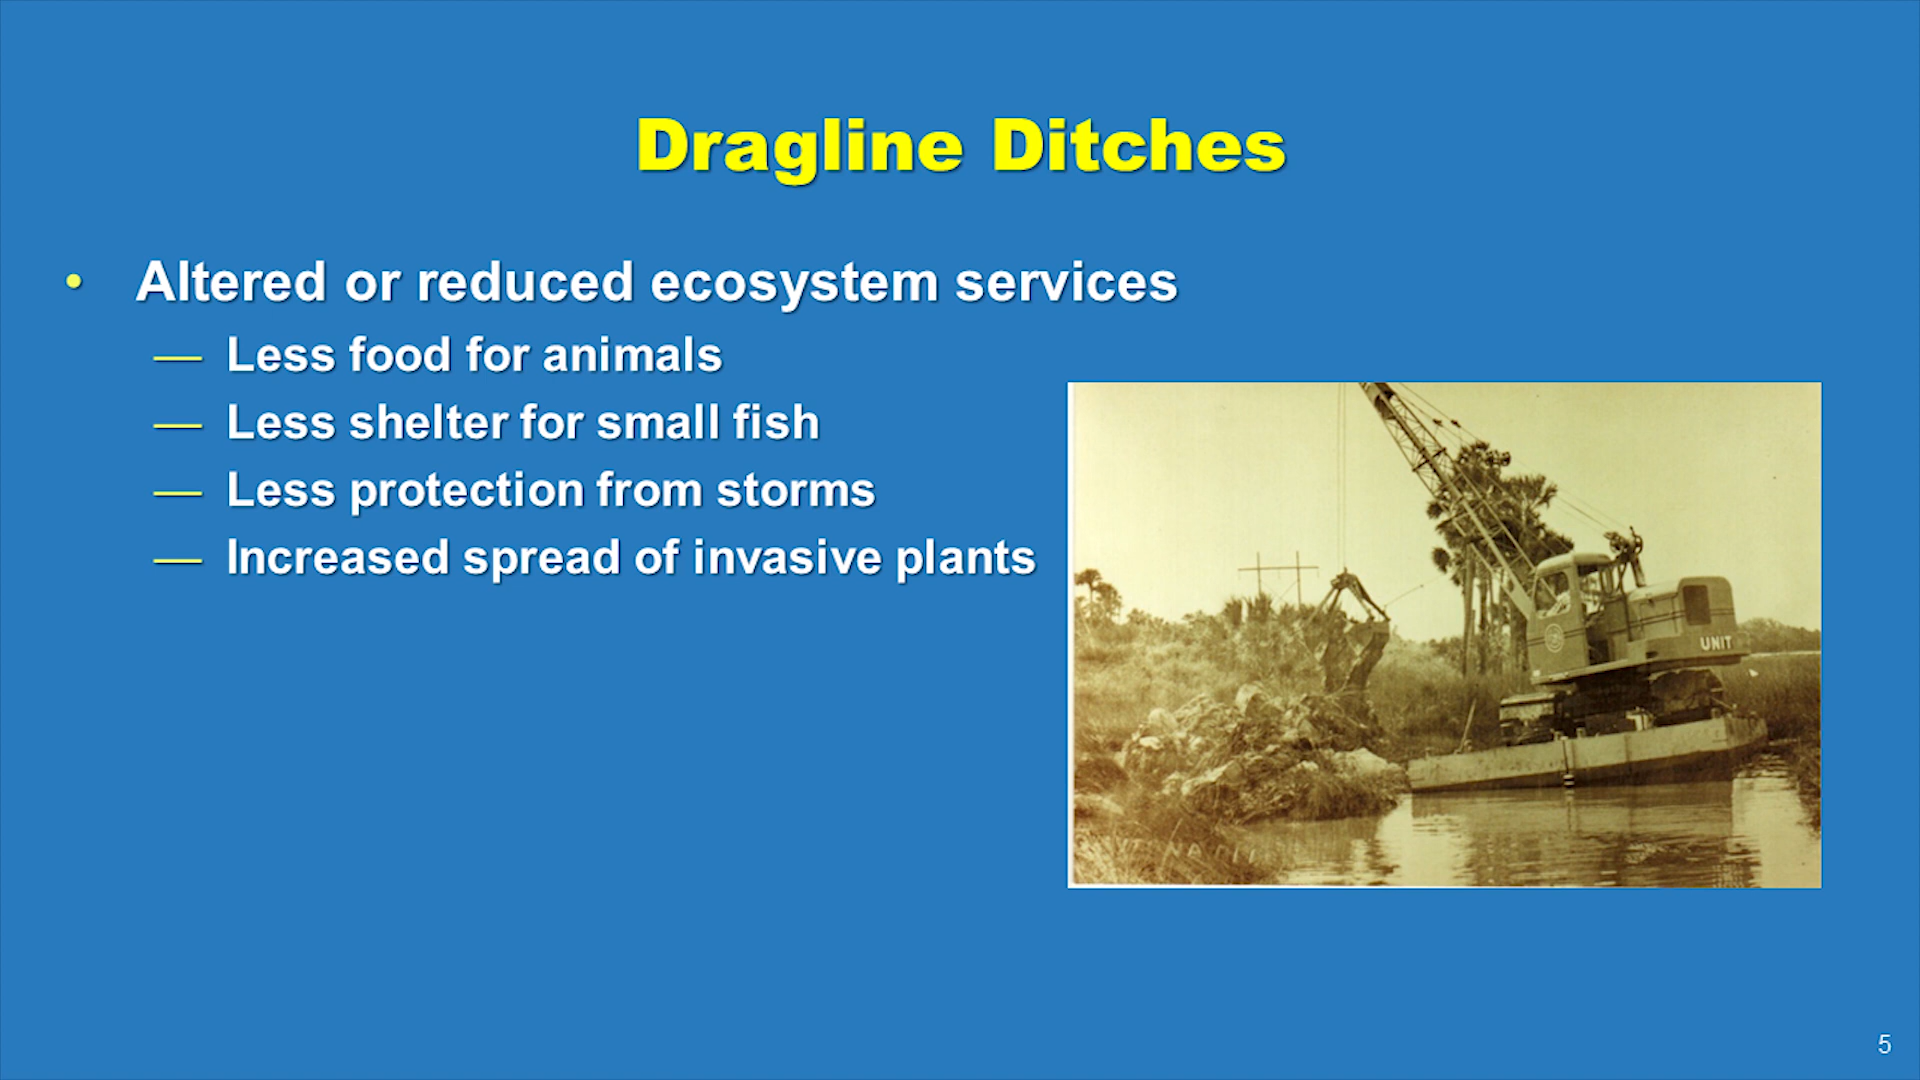 Dragline Ditches
• Altered or reduced ecosystem services
— Less food for animals
— Less shelter for small fish
— Less protection from storms
— Increased spread of invasive plants
UNIT
5